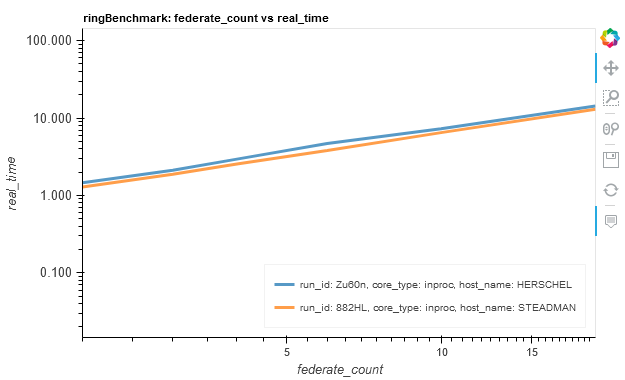 ringBenchmark: federate_count vs real_time
100.000
10.000
1.000
0.100
real_time
run_id: Zu60n, core_type: inproc, host_name: HERSCHEL
run_id: 882HL, core_type: inproc, host_name: STEADMAN
5
10
15
federate_count